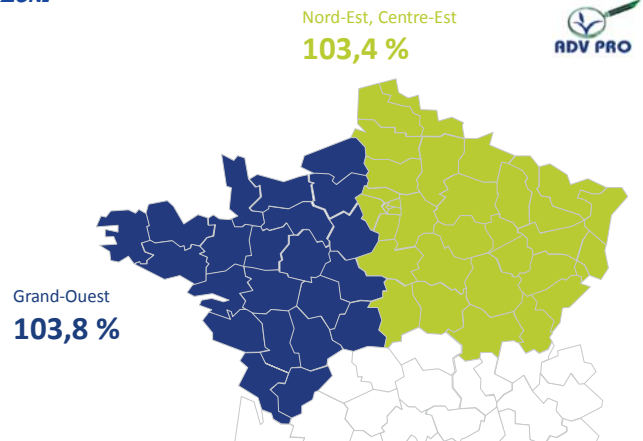 Nord-Est, Centre-Est
103,4 %
ADV PRO
Grand-Ouest
103,8 %